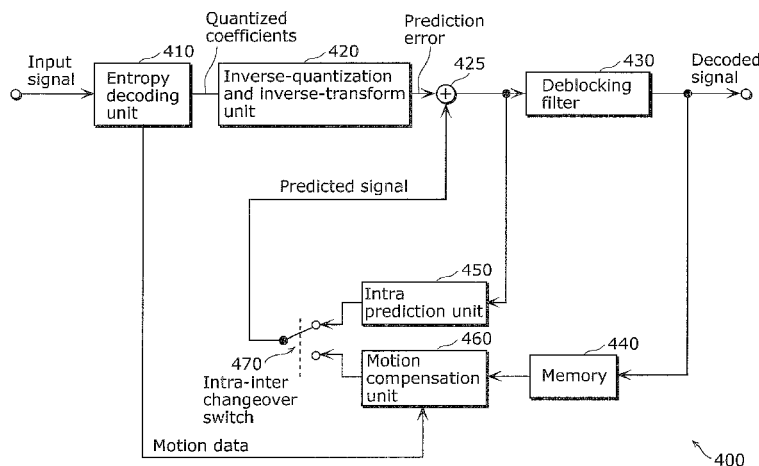 Input
signal
410
Entropy
decoding
unit
Quantized
coefficients
420
Inverse-quantization
and inverse-transform
unit
Prediction
error
425
430
Deblocking
filter
Decoded
signal
Predicted signal
450
Intra
prediction unit
460
Motion
compensation
unit
440
Memory
470
Intra-inter
changeover
switch
Motion data
400